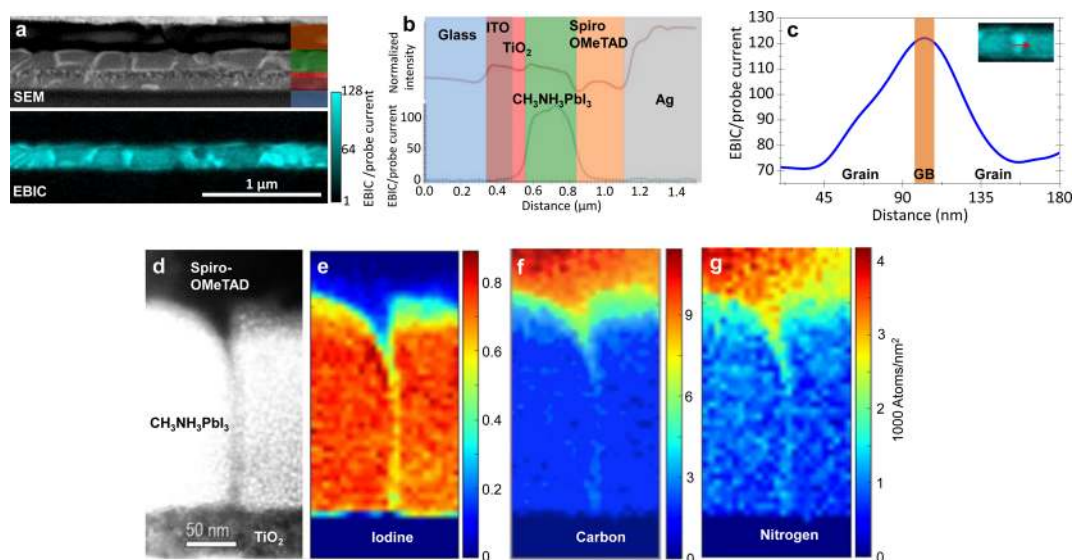 a
SEM
EBIC
1 μm
128
64
1
EBIC /probe current
b
Glass
ITO
TiO2
Spiro
OMeTAD
CH3NH3PbI3
Ag
Normalized
intensity
EBIC/probe current
150
100
50
0
0.0 0.2 0.4 0.6 0.8 1.0 1.2 1.4
Distance (μm)
c
130
120
110
100
90
80
70
EBIC/probe current
Grain GB Grain
45 90 135 180
Distance (nm)
d
Spiro-
OMeTAD
CH3NH3PbI3
50 nm
TiO2
e
Iodine
0.8
0.6
0.4
0.2
0
f
Carbon
9
6
3
0
g
Nitrogen
4
3
2
1
0
1000 Atoms/nm2